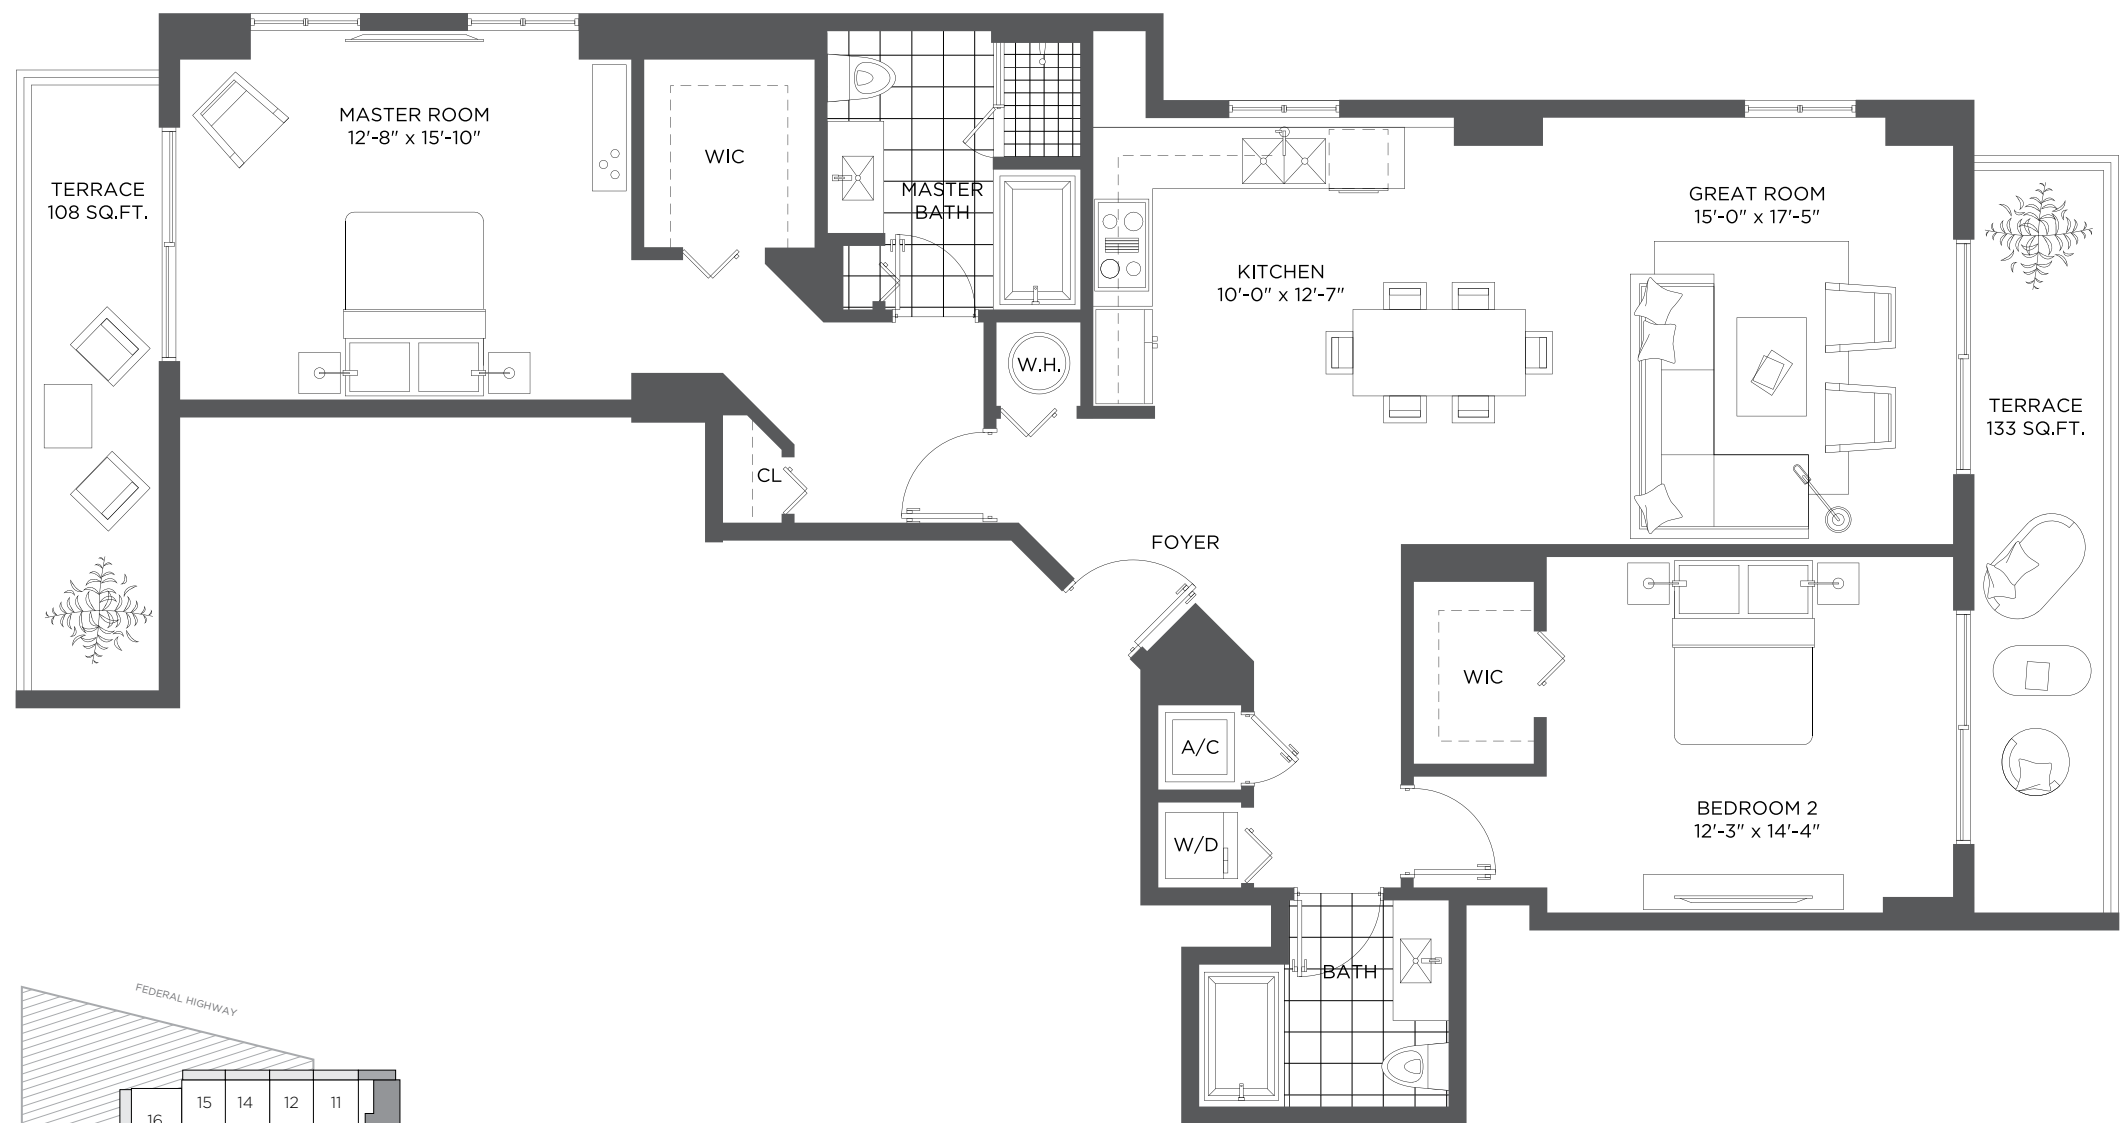 MASTER ROOM
12'-8" x 15'-10"
TERRACE
108 SQ.FT.
WIC
MASTER
BATH
GREAT ROOM
15'-0" x 17'-5"
KITCHEN
10'-0" x 12'-7"
W.H.
TERRACE
133 SQ.FT.
CL
FOYER
WIC
A/C
BEDROOM 2
12'-3" x 14'-4"
W/D
BATH
FEDERAL HIGHWAY
15 14 12 11
16